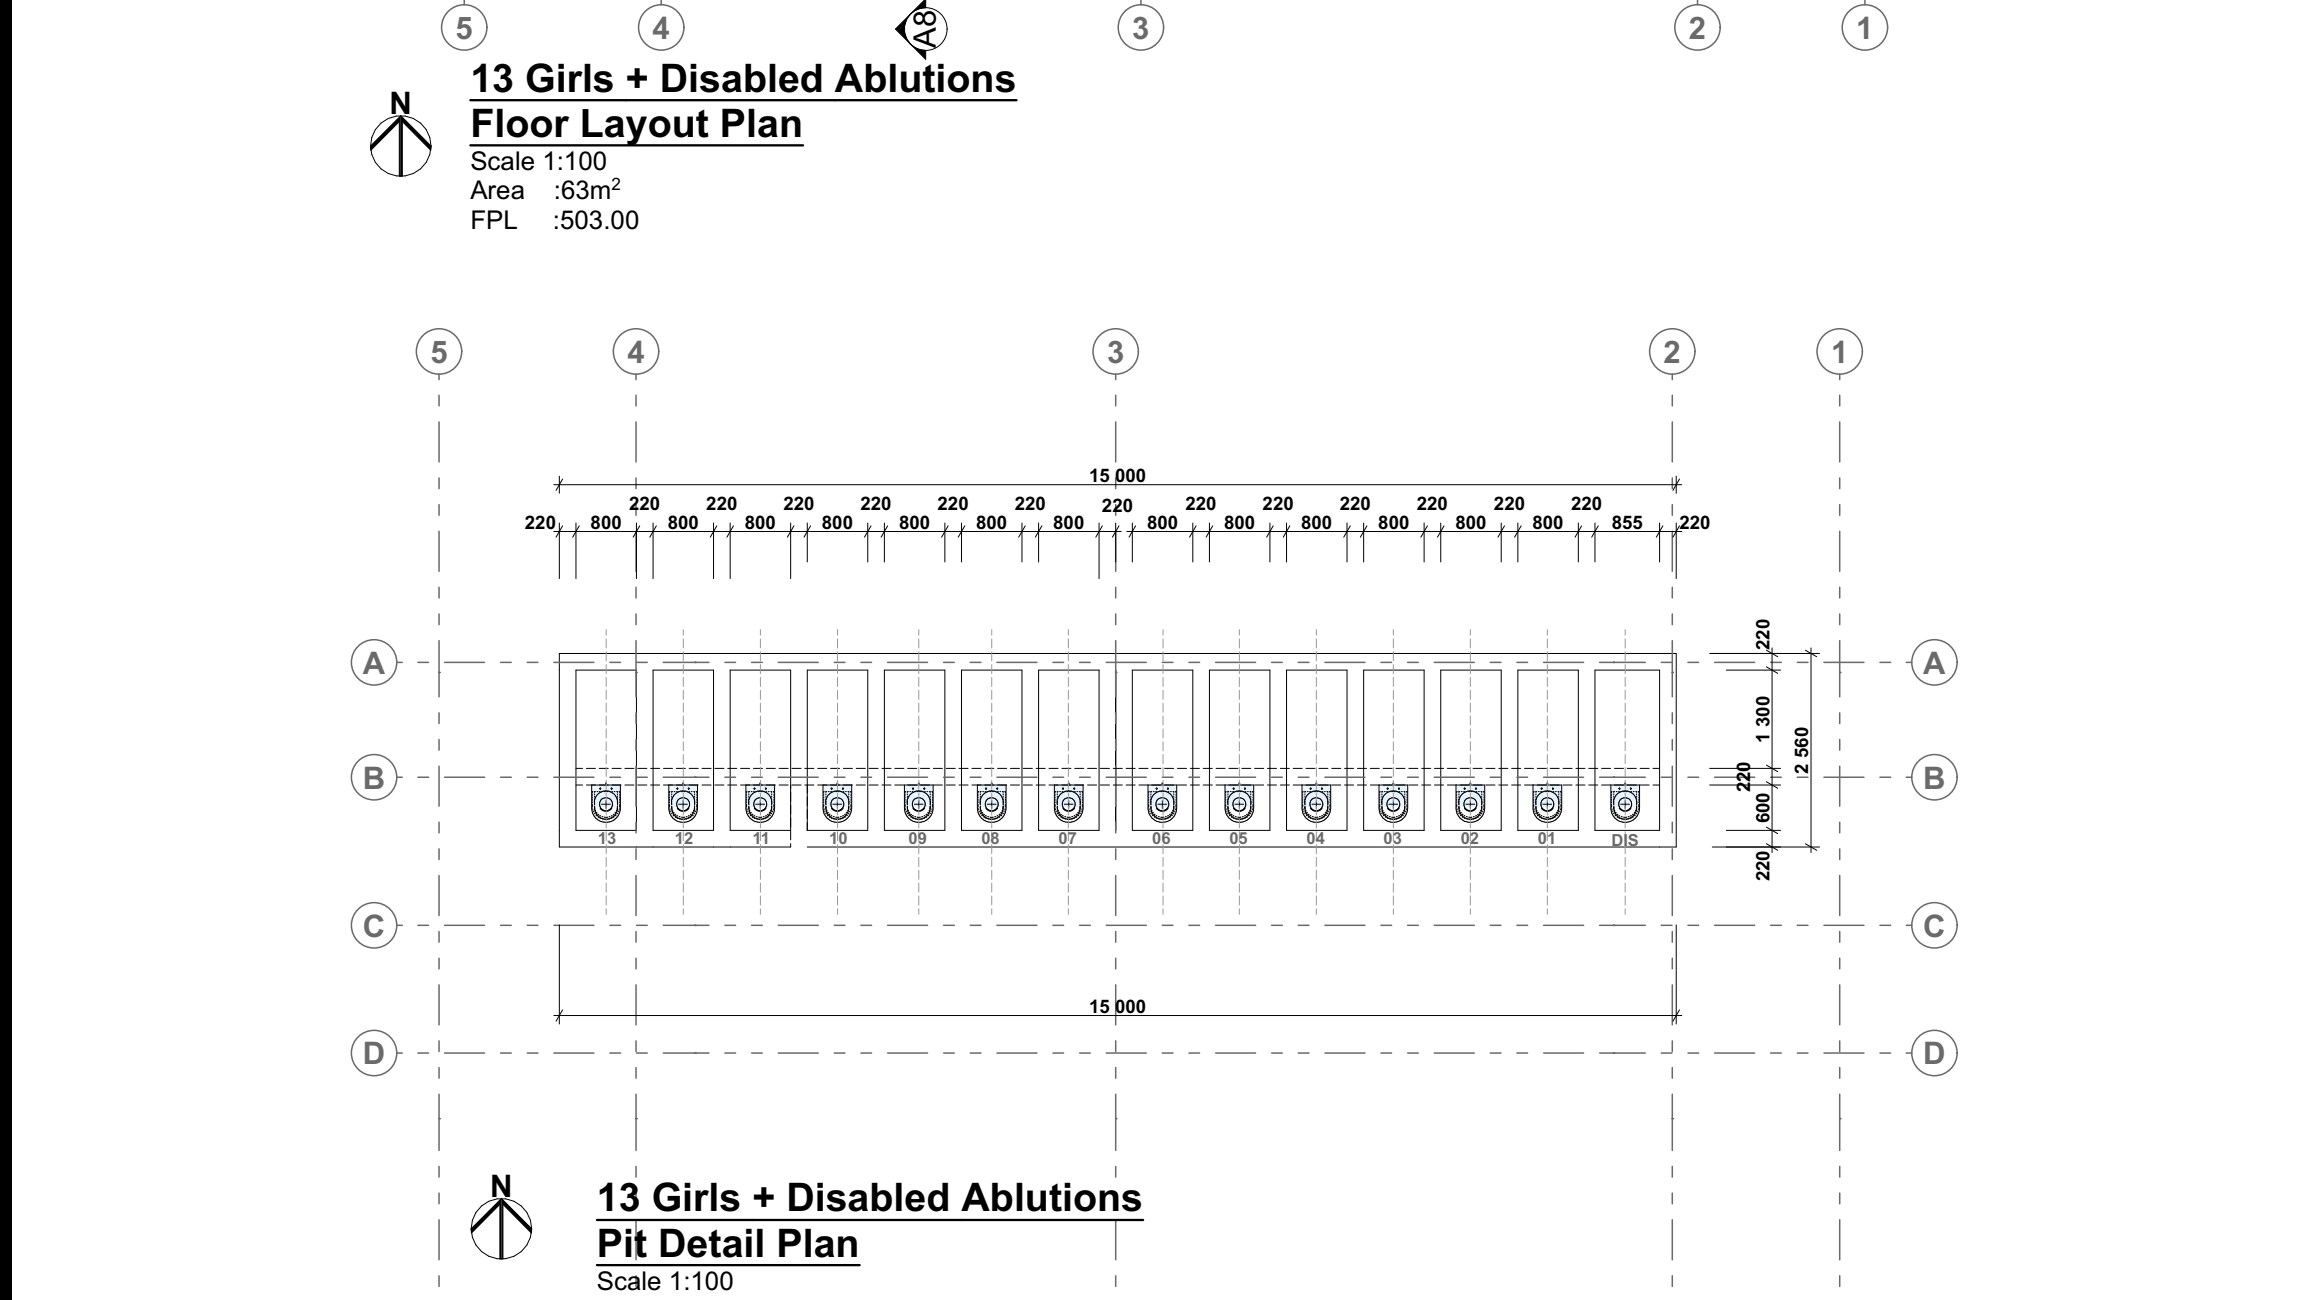 5 4 A8 3 2 1
13 Girls + Disabled Ablutions
Floor Layout Plan
N
Scale 1:100
Area :63m²
FPL :503.00
5 4 3 2 1
15 000
220 220 220 220 220 220 220 220 220 220 220 220 220
220 800 800 800 800 800 800 800 800 800 800 800 800 800 855 220
220
A A
1 300
2 560
B B
220
600
13 12 11 10 09 08 07 06 05 04 03 02 01 DIS
220
C C
15 000
D D
N
13 Girls + Disabled Ablutions
Pit Detail Plan
Scale 1:100